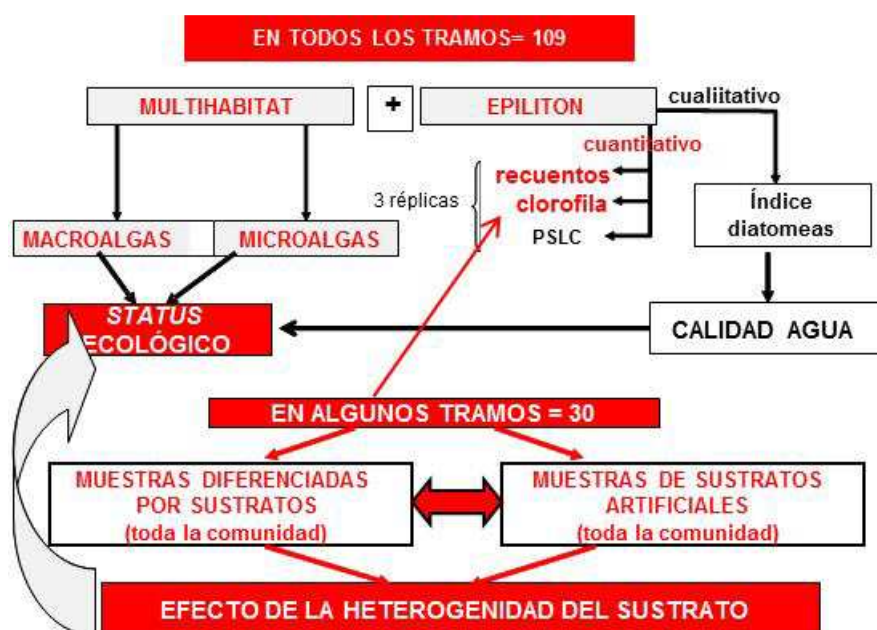 EN TODOS LOS TRAMOS= 109
MULTIHABITAT
+
EPILITON
cualiitativo
cuantitativo
3 réplicas
recuentos
clorofila
PSLC
Índice
diatomeas
MACROALGAS
MICROALGAS
STATUS
ECOLÓGICO
CALIDAD AGUA
EN ALGUNOS TRAMOS = 30
MUESTRAS DIFERENCIADAS
POR SUSTRATOS
(toda la comunidad)
MUESTRAS DE SUSTRATOS
ARTIFICIALES
(toda la comunidad)
EFECTO DE LA HETEROGENIDAD DEL SUSTRATO